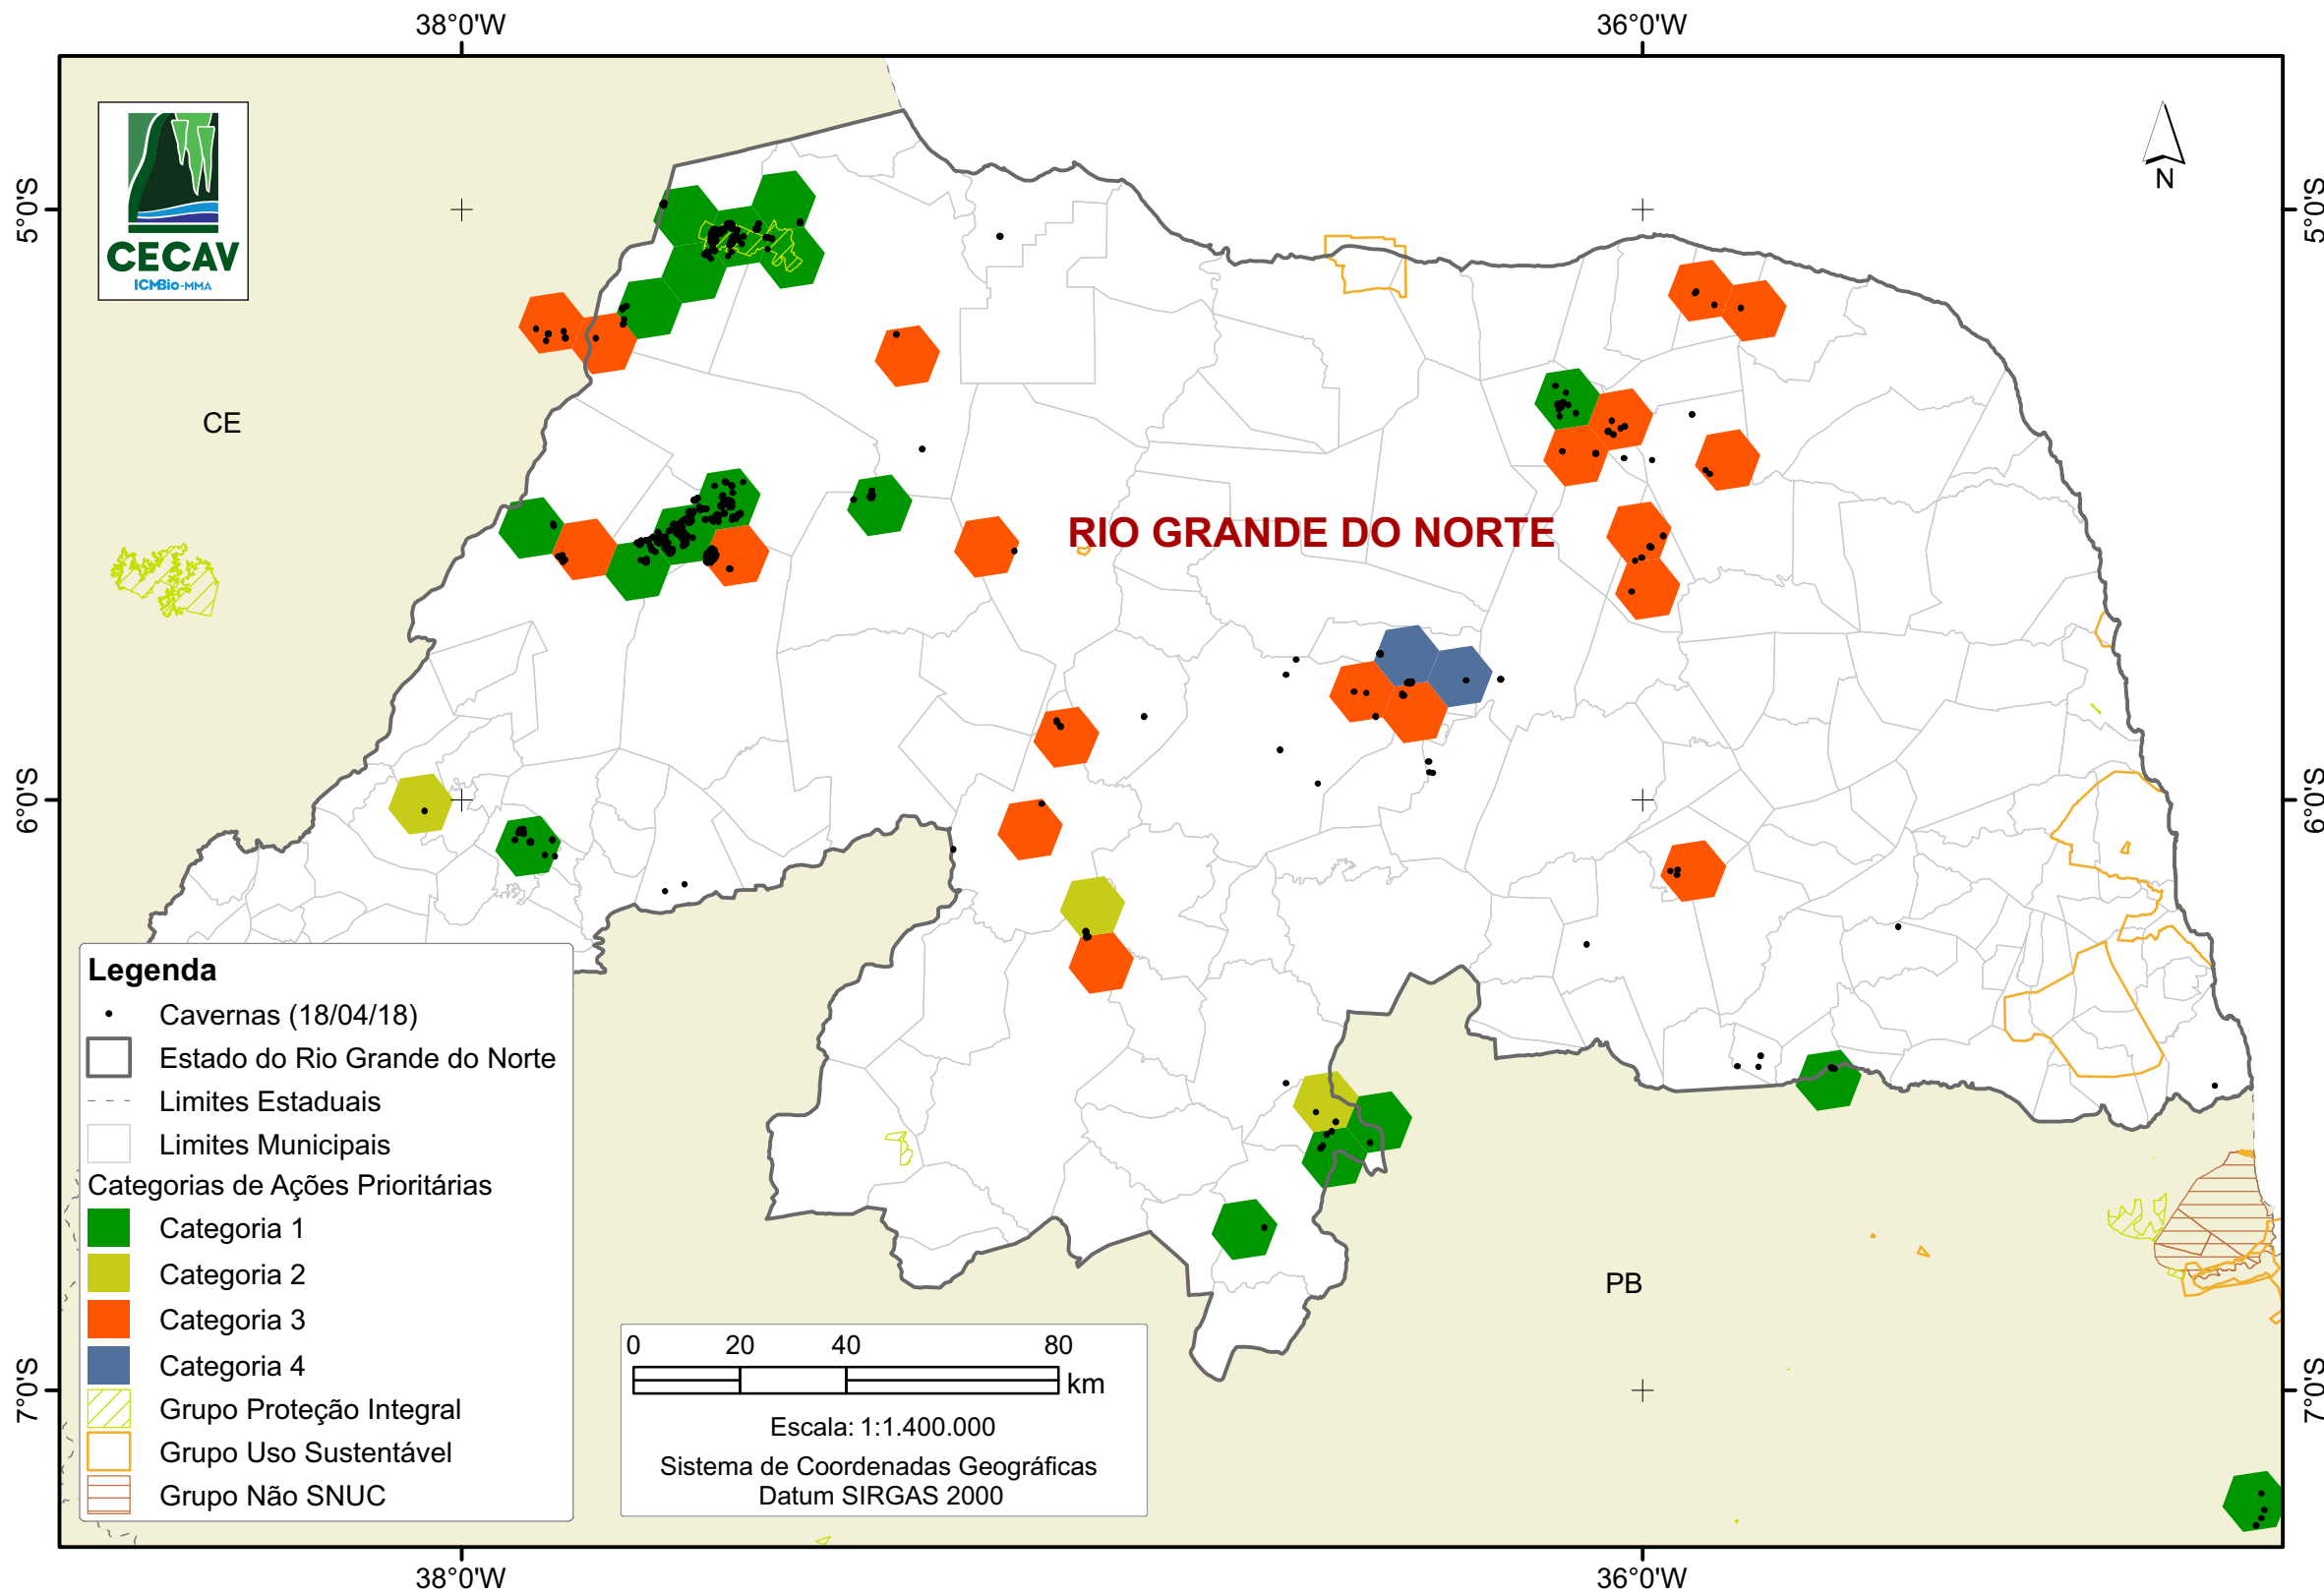 38°0'W
36°0'W
5°0'S
5°0'S
N
CECAV
ICMBio-MMA
CE
RIO GRANDE DO NORTE
6°0'S
6°0'S
Legenda
Cavernas (18/04/18)
Estado do Rio Grande do Norte
Limites Estaduais
Limites Municipais
Categorias de Ações Prioritárias
Categoria 1
Categoria 2
Categoria 3
Categoria 4
Grupo Proteção Integral
Grupo Uso Sustentável
Grupo Não SNUC
PB
0 20 40 80
km
Escala: 1:1.400.000
Sistema de Coordenadas Geográficas
Datum SIRGAS 2000
7°0'S
7°0'S
38°0'W
36°0'W